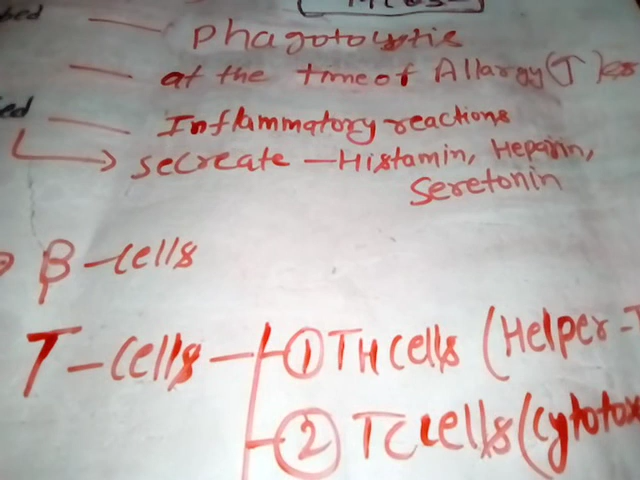 Phagotolytic
— at the time of Allargy(T)
— Inflammatory reactions
→ secreate — Histamin, Heparin,
Seretonin
β - cells
T - cells — ① TH cells (Helper - T
② TC cells (Cytotox